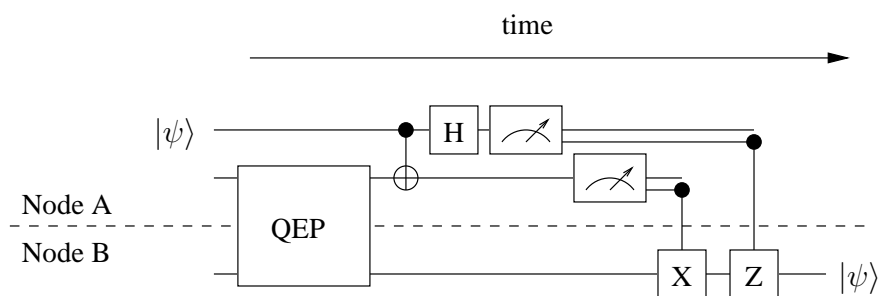 time
|ψ⟩ H
Node A
QEP
Node B
X Z |ψ⟩